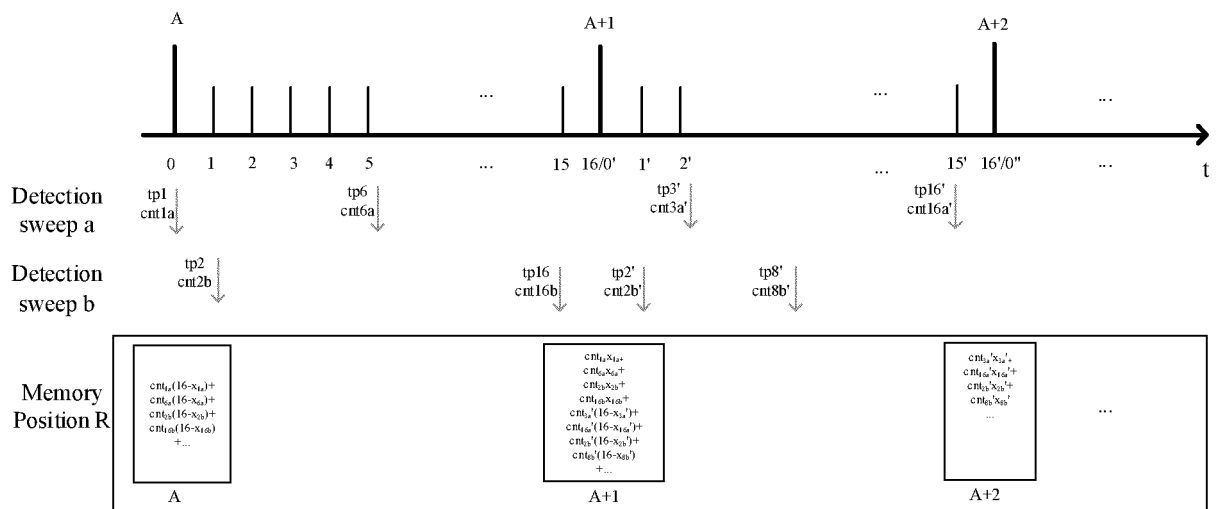 A
A+1
A+2
...
...
...
0 1 2 3 4 5 ... 15 16/0' 1' 2' ... 15' 16'/0" ... t
Detection
sweep a
tp1
cnt1a
tp6
cnt6a
tp3'
cnt3a'
tp16'
cnt16a'
Detection
sweep b
tp2
cnt2b
tp16
cnt16b
tp2'
cnt2b'
tp8'
cnt8b'
Memory
Position R
cnt₁ₐ(16-x₁ₐ)+
cnt₆ₐ(16-x₆ₐ)+
cnt₂b(16-x₂b)+
cnt₁₆b(16-x₁₆b)
+...
A
cnt₁ₐx₁ₐ+
cnt₆ₐx₆ₐ+
cnt₂bx₂b+
cnt₁₆bx₁₆b+
cnt₃ₐ'(16-x₃ₐ')+
cnt₁₆ₐ'(16-x₁₆ₐ')+
cnt₂b'(16-x₂b')+
cnt₈b'(16-x₈b')
+...
A+1
cnt₃ₐ'x₃ₐ'+
cnt₁₆ₐ'x₁₆ₐ'+
cnt₂b'x₂b'+
cnt₈b'x₈b'
...
A+2
...